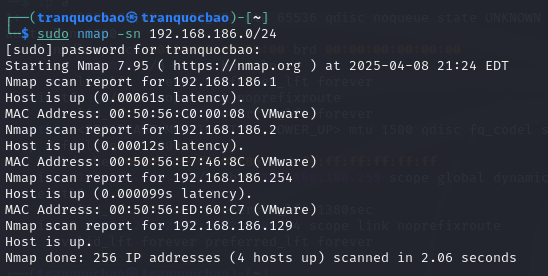 ┌──(tranquocbao㉿tranquocbao)-[~]
└─$ sudo nmap -sn 192.168.186.0/24
[sudo] password for tranquocbao:
Starting Nmap 7.95 ( https://nmap.org ) at 2025-04-08 21:24 EDT
Nmap scan report for 192.168.186.1
Host is up (0.00061s latency).
MAC Address: 00:50:56:C0:00:08 (VMware)
Nmap scan report for 192.168.186.2
Host is up (0.00012s latency).
MAC Address: 00:50:56:E7:46:8C (VMware)
Nmap scan report for 192.168.186.254
Host is up (0.000099s latency).
MAC Address: 00:50:56:ED:60:C7 (VMware)
Nmap scan report for 192.168.186.129
Host is up.
Nmap done: 256 IP addresses (4 hosts up) scanned in 2.06 seconds